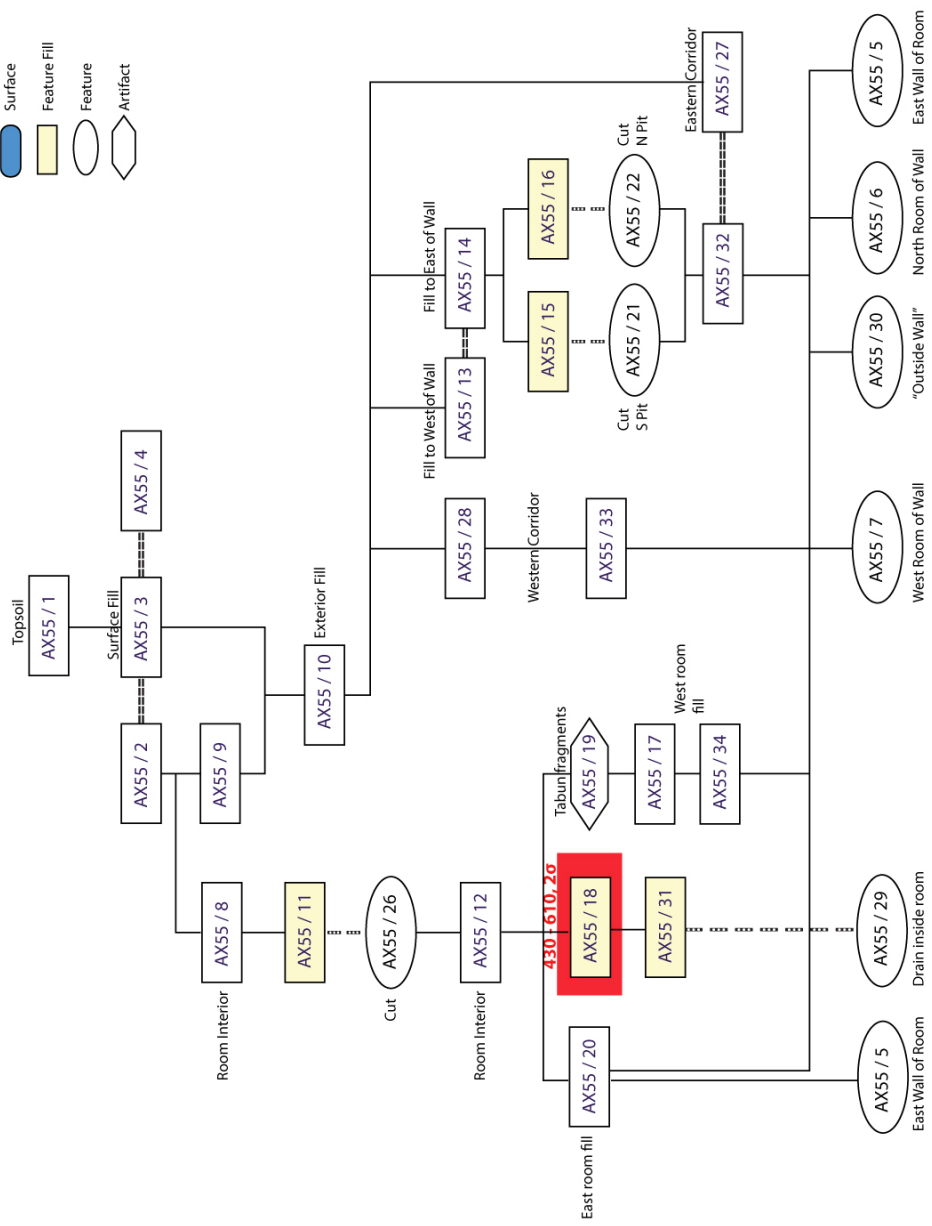 Surface
Topsoil
Feature Fill
AX55 / 1
Feature
Surface Fill
Artifact
AX55 / 2
AX55 / 3
AX55 / 4
Room Interior
AX55 / 8
AX55 / 9
AX55 / 11
Exterior Fill
AX55 / 10
Cut
AX55 / 26
Fill to West of Wall
Fill to East of Wall
Room Interior
AX55 / 12
AX55 / 28
AX55 / 13
AX55 / 14
Western Corridor
430 - 610, 2σ
Tabun fragments
AX55 / 15
AX55 / 16
East room fill
AX55 / 20
AX55 / 18
AX55 / 19
AX55 / 33
Cut
S Pit
AX55 / 21
AX55 / 22
Cut
N Pit
AX55 / 31
AX55 / 17
West room
fill
AX55 / 34
Eastern Corridor
AX55 / 32
AX55 / 27
AX55 / 5
AX55 / 29
AX55 / 7
AX55 / 30
AX55 / 6
AX55 / 5
East Wall of Room
Drain inside room
West Room of Wall
“Outside Wall”
North Room of Wall
East Wall of Room